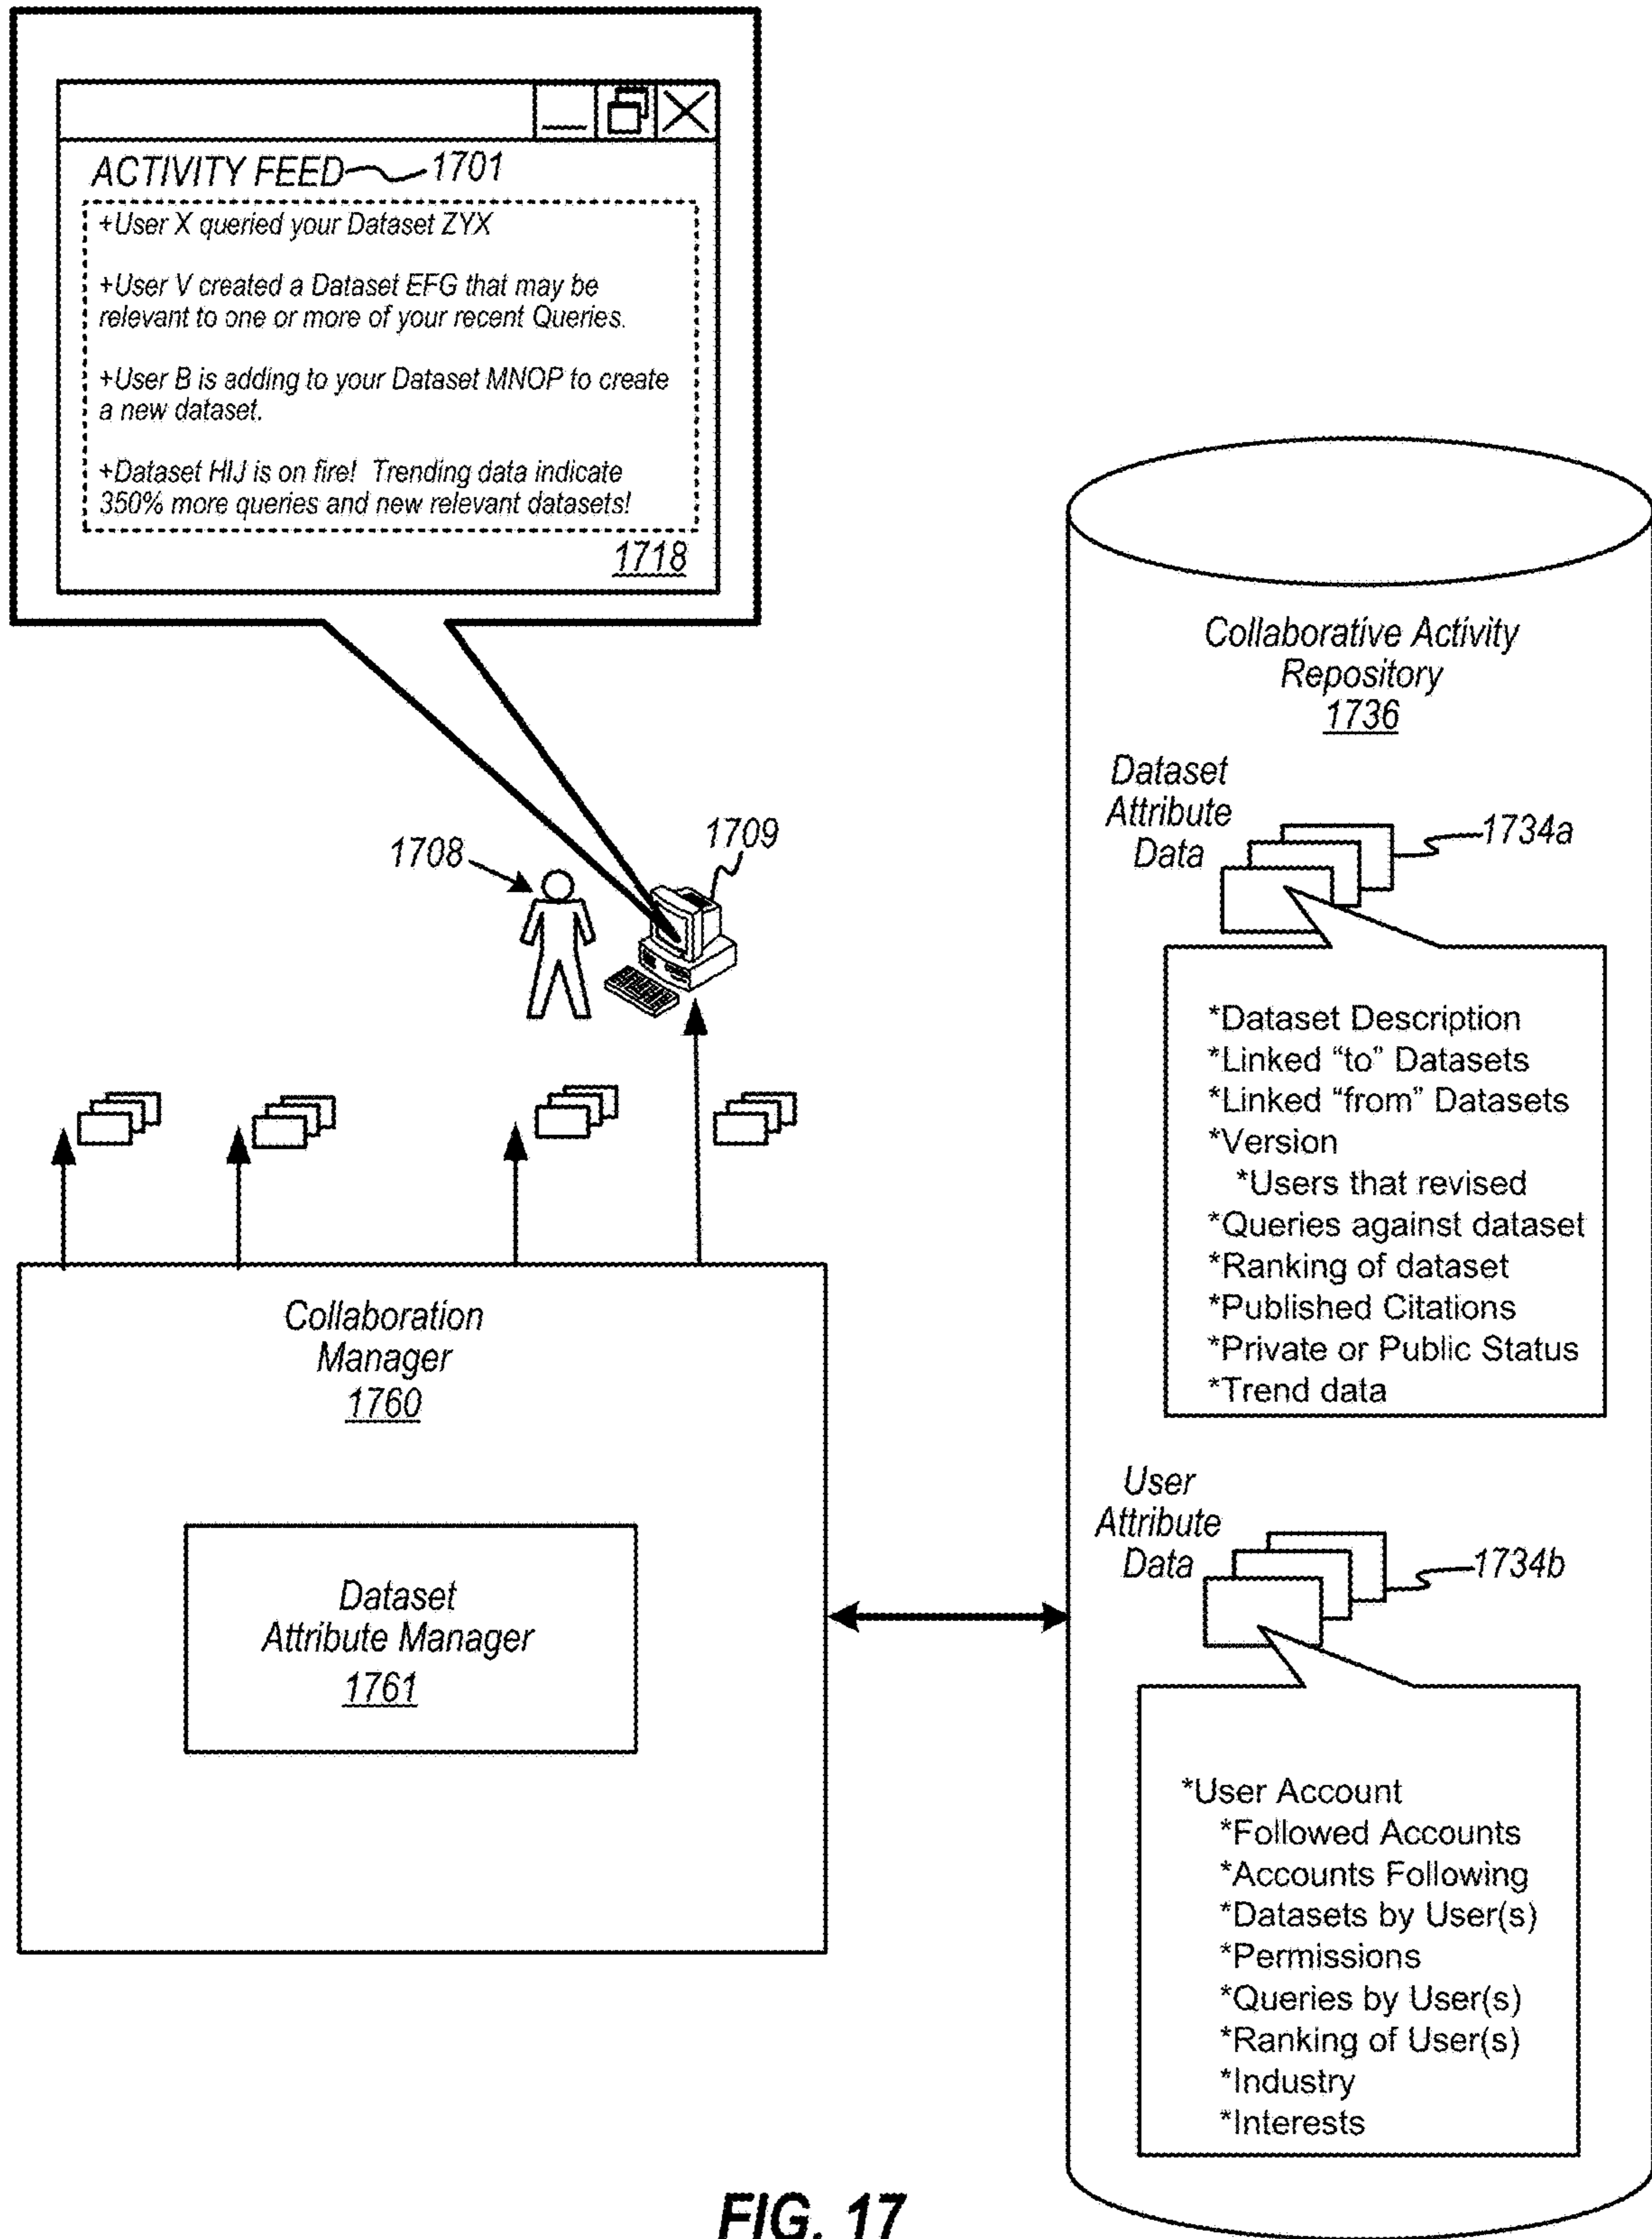 ACTIVITY FEED 1701
+User X queried your Dataset ZYX
+User V created a Dataset EFG that may be
relevant to one or more of your recent Queries.
+User B is adding to your Dataset MNOP to create
a new dataset.
+Dataset HIJ is on fire! Trending data indicate
350% more queries and new relevant datasets!
1718
1708
1709
Collaboration
Manager
1760
Dataset
Attribute Manager
1761
Collaborative Activity
Repository
1736
Dataset
Attribute
Data
1734a
*Dataset Description
*Linked “to” Datasets
*Linked “from” Datasets
*Version
*Users that revised
*Queries against dataset
*Ranking of dataset
*Published Citations
*Private or Public Status
*Trend data
User
Attribute
Data
1734b
*User Account
*Followed Accounts
*Accounts Following
*Datasets by User(s)
*Permissions
*Queries by User(s)
*Ranking of User(s)
*Industry
*Interests
FIG. 17